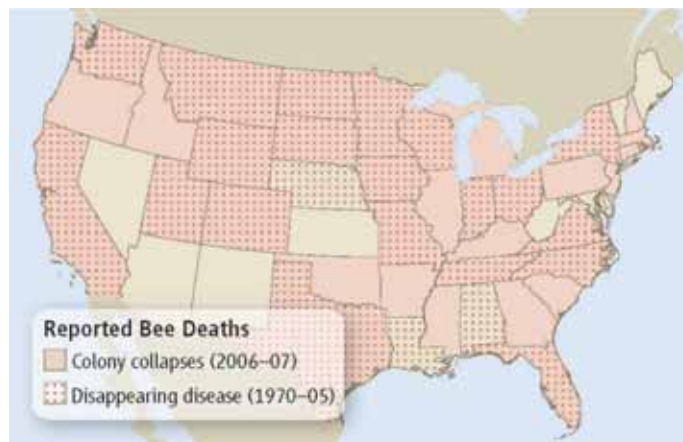 Reported Bee Deaths
Colony collapses (2006–07)
Disappearing disease (1970–05)